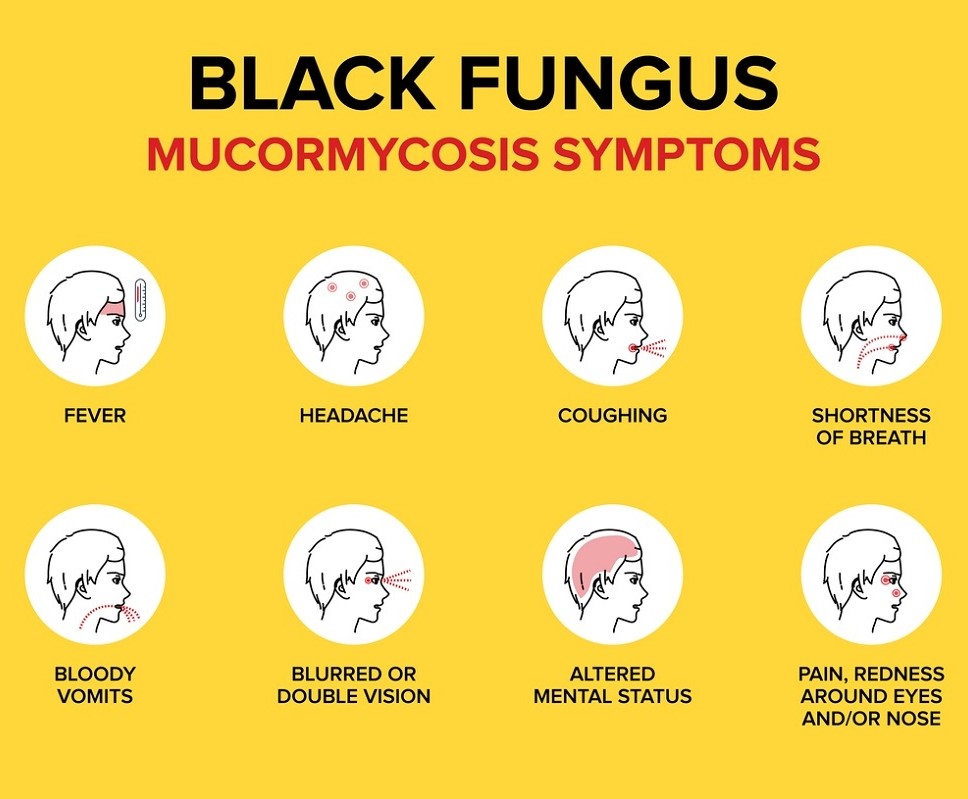 BLACK FUNGUS
MUCORMYCOSIS SYMPTOMS
FEVER
HEADACHE
COUGHING
SHORTNESS
OF BREATH
BLOODY
VOMITS
BLURRED OR
DOUBLE VISION
ALTERED
MENTAL STATUS
PAIN, REDNESS
AROUND EYES
AND/OR NOSE